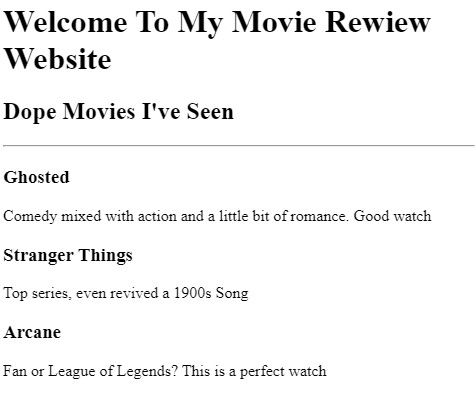 Welcome To My Movie Rewiew
Website
Dope Movies I've Seen
Ghosted
Comedy mixed with action and a little bit of romance. Good watch
Stranger Things
Top series, even revived a 1900s Song
Arcane
Fan or League of Legends? This is a perfect watch